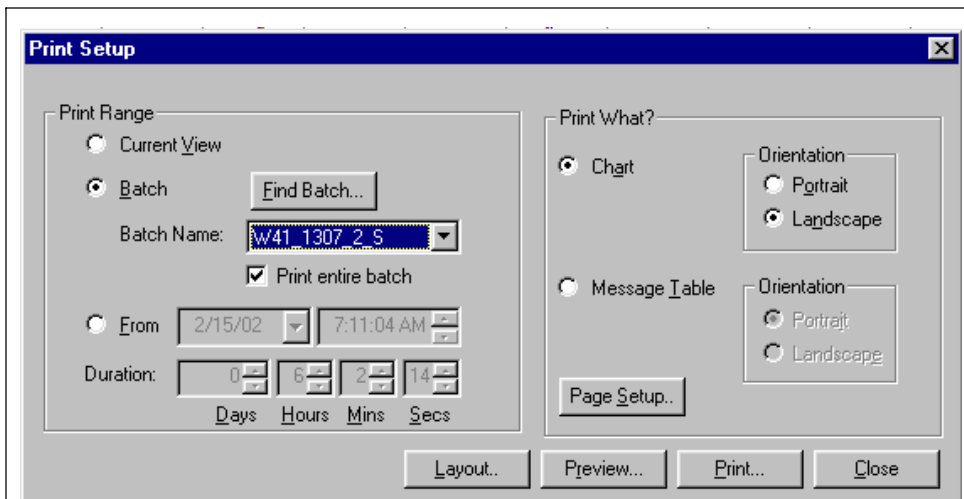 Print Setup
Print Range
Current View
Batch
Find Batch...
Batch Name:
W41_1307_2_S
Print entire batch
From
2/15/02
7:11:04 AM
Duration:
0
6
2
14
Days
Hours
Mins
Secs
Print What?
Chart
Orientation
Portrait
Landscape
Message Table
Orientation
Portrait
Landscape
Page Setup..
Layout..
Preview...
Print...
Close